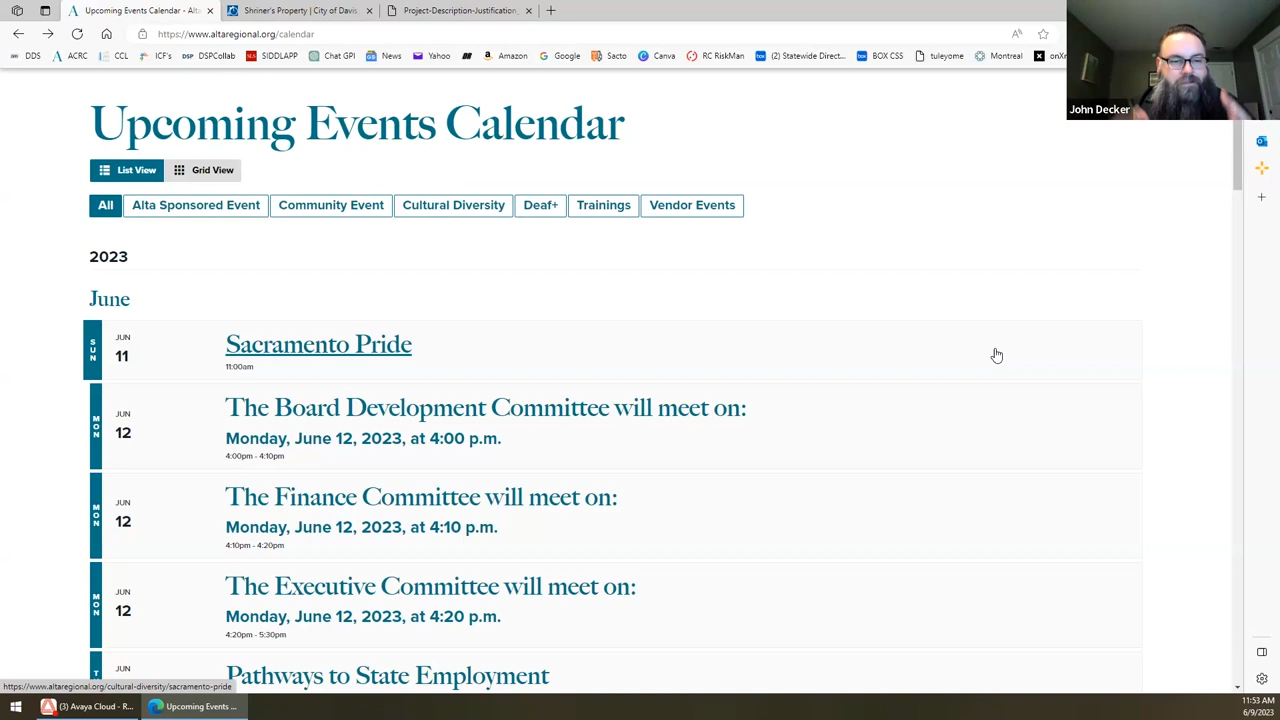 Upcoming Events Calendar - Alta
Shriner's Property | City of Davis
Project-Description-Justification
https://www.altaregional.org/calendar
DDS
ACRC
CCL
ICF's
DSP DSPCollab
SLS SIDDLAPP
Chat GPI
News
Yahoo
Amazon
Google
Sacto
Canva
RC RiskMan
(2) Statewide Direct...
BOX CSS
tuleyome
Montreal
John Decker
Upcoming Events Calendar
List View
Grid View
All
Alta Sponsored Event
Community Event
Cultural Diversity
Deaf+
Trainings
Vendor Events
2023
June
SUN
JUN
11
Sacramento Pride
11:00am
MON
JUN
12
The Board Development Committee will meet on:
Monday, June 12, 2023, at 4:00 p.m.
4:00pm - 4:10pm
MON
JUN
12
The Finance Committee will meet on:
Monday, June 12, 2023, at 4:10 p.m.
4:10pm - 4:20pm
MON
JUN
12
The Executive Committee will meet on:
Monday, June 12, 2023, at 4:20 p.m.
4:20pm - 5:30pm
T
JUN
Pathways to State Employment
https://www.altaregional.org/cultural-diversity/sacramento-pride
(3) Avaya Cloud - R...
Upcoming Events ...
11:53 AM
6/9/2023